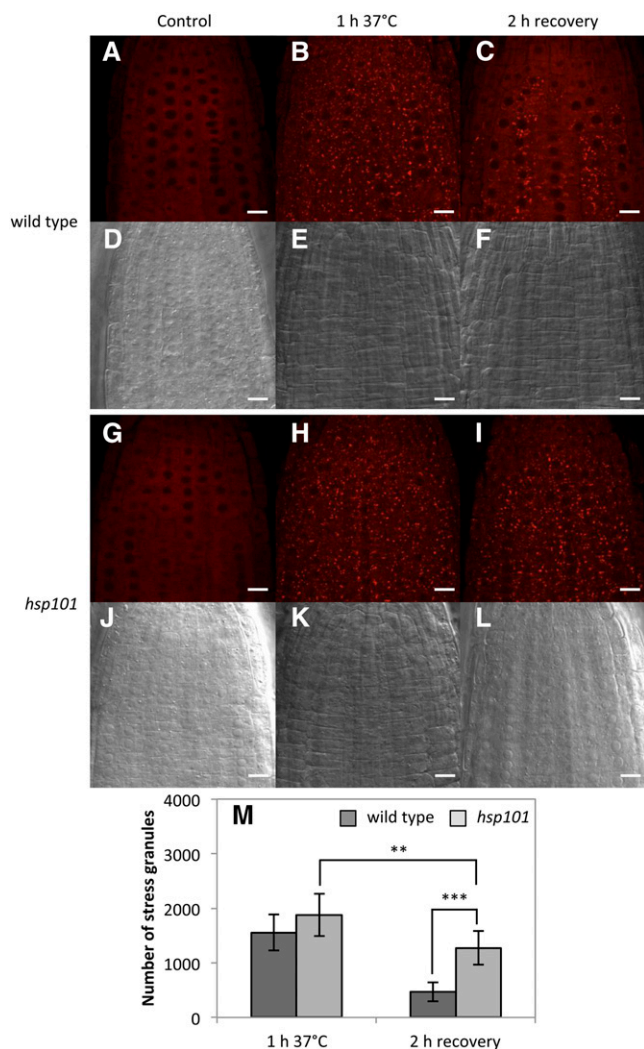 Control 1 h 37°C 2 h recovery
A B C
wild type
D E F
G H I
hsp101
J K L
M
wild type hsp101
4000
3000
2000
1000
0
Number of stress granules
**
***
1 h 37°C 2 h recovery